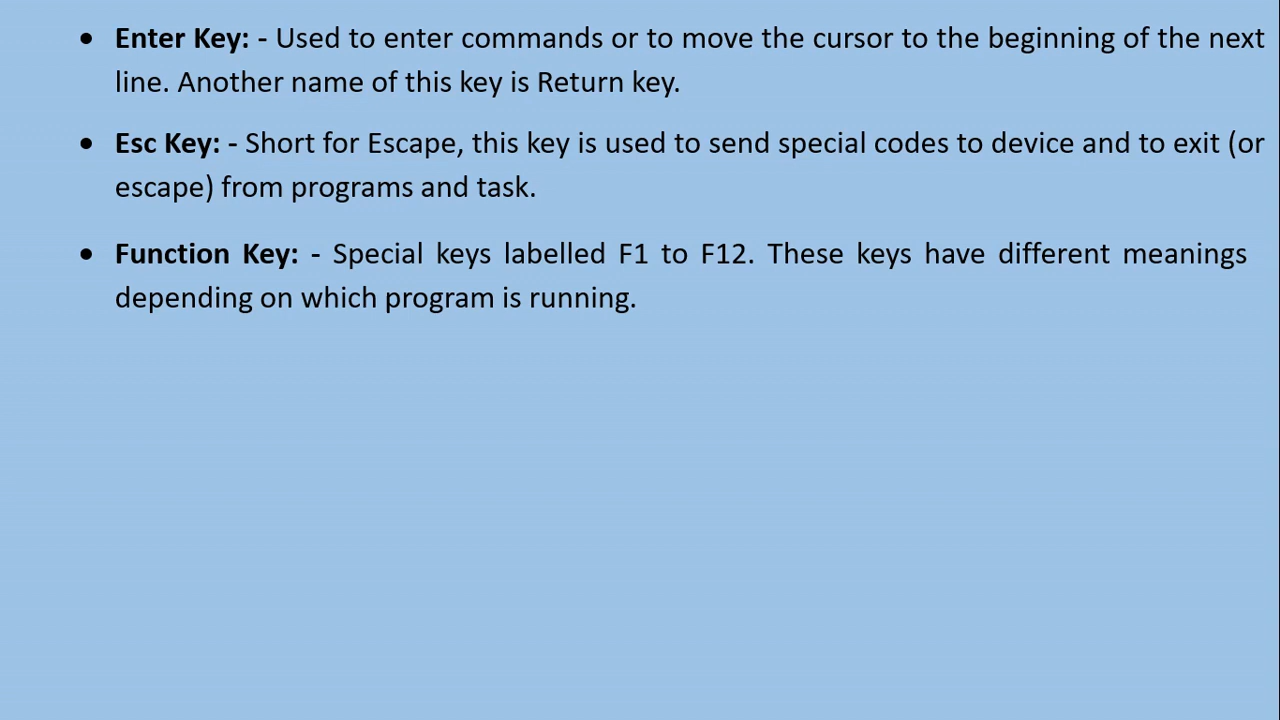 • Enter Key: - Used to enter commands or to move the cursor to the beginning of the next
line. Another name of this key is Return key.
• Esc Key: - Short for Escape, this key is used to send special codes to device and to exit (or
escape) from programs and task.
• Function Key: - Special keys labelled F1 to F12. These keys have different meanings
depending on which program is running.